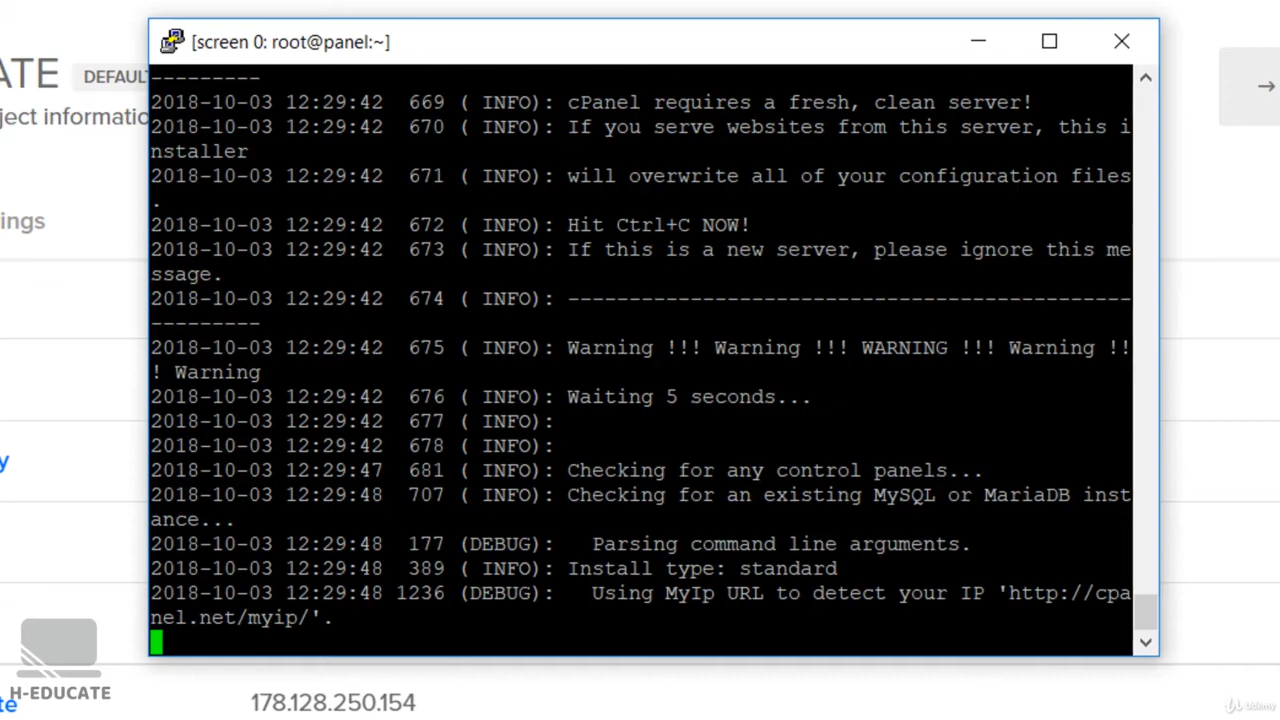 [screen 0: root@panel:~]
ATE DEFAULT
ject informatio
→
---------
2018-10-03 12:29:42  669 ( INFO): cPanel requires a fresh, clean server!
2018-10-03 12:29:42  670 ( INFO): If you serve websites from this server, this i
nstaller
2018-10-03 12:29:42  671 ( INFO): will overwrite all of your configuration files
.
ings
2018-10-03 12:29:42  672 ( INFO): Hit Ctrl+C NOW!
2018-10-03 12:29:42  673 ( INFO): If this is a new server, please ignore this me
ssage.
2018-10-03 12:29:42  674 ( INFO): ----------------------------------------------
---------
2018-10-03 12:29:42  675 ( INFO): Warning !!! Warning !!! WARNING !!! Warning !!
! Warning
2018-10-03 12:29:42  676 ( INFO): Waiting 5 seconds...
2018-10-03 12:29:42  677 ( INFO):
2018-10-03 12:29:42  678 ( INFO):
y
2018-10-03 12:29:47  681 ( INFO): Checking for any control panels...
2018-10-03 12:29:48  707 ( INFO): Checking for an existing MySQL or MariaDB inst
ance...
2018-10-03 12:29:48  177 (DEBUG):   Parsing command line arguments.
2018-10-03 12:29:48  389 ( INFO): Install type: standard
2018-10-03 12:29:48 1236 (DEBUG):   Using MyIp URL to detect your IP 'http://cpa
nel.net/myip/'.
H-EDUCATE
te
178.128.250.154
Udemy